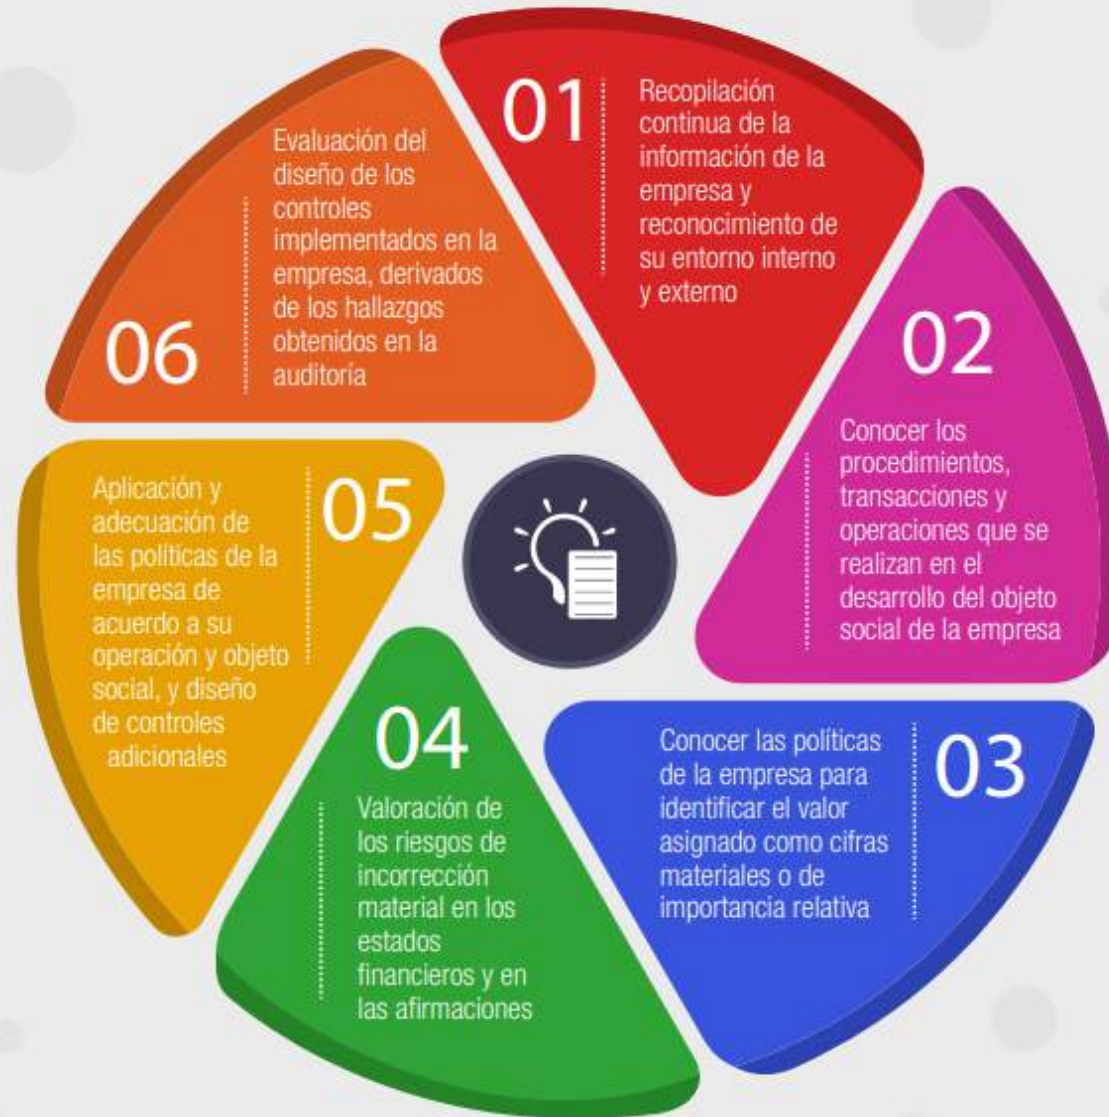 01
Recopilación
continua de la
información de la
empresa y
reconocimiento de
su entorno interno
y externo
02
Conocer los
procedimientos,
transacciones y
operaciones que se
realizan en el
desarrollo del objeto
social de la empresa
03
Conocer las políticas
de la empresa para
identificar el valor
asignado como cifras
materiales o de
importancia relativa
04
Valoración de
los riesgos de
incorrección
material en los
estados
financieros y en
las afirmaciones
05
Aplicación y
adecuación de
las políticas de la
empresa de
acuerdo a su
operación y objeto
social, y diseño
de controles
adicionales
06
Evaluación del
diseño de los
controles
implementados en la
empresa, derivados
de los hallazgos
obtenidos en la
auditoría